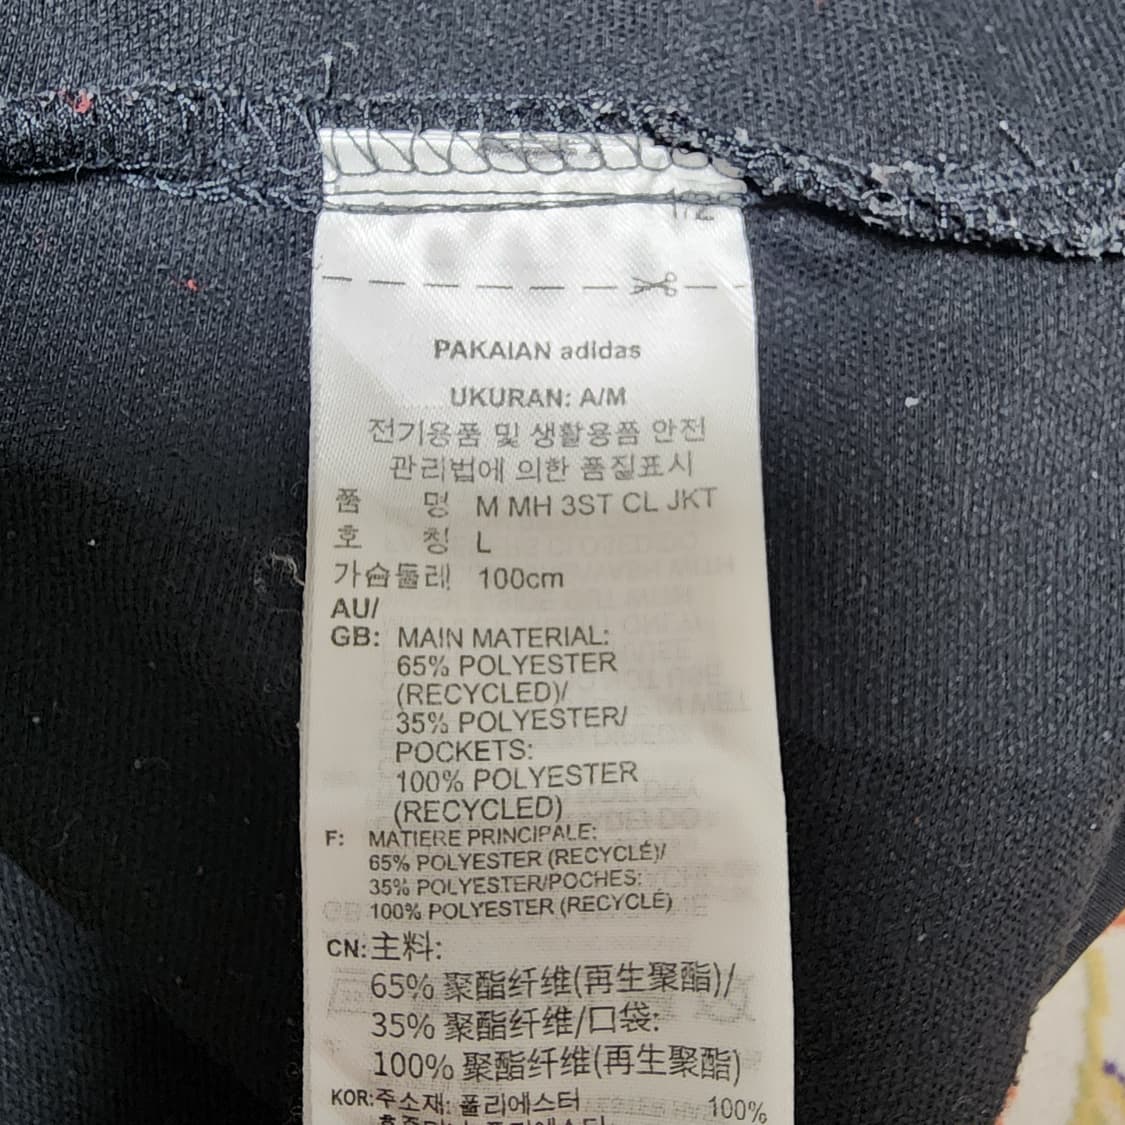 1/2
PAKAIAN adidas
UKURAN: A/M
전기용품 및 생활용품 안전
관리법에 의한 품질표시
품 명 M MH 3ST CL JKT
호 칭 L
가슴둘레 100cm
AU/
GB: MAIN MATERIAL:
65% POLYESTER
(RECYCLED)/
35% POLYESTER/
POCKETS:
100% POLYESTER
(RECYCLED)
F: MATIERE PRINCIPALE:
65% POLYESTER (RECYCLÉ)/
35% POLYESTER/POCHES:
100% POLYESTER (RECYCLÉ)
CN: 主料:
65% 聚酯纤维(再生聚酯)/
35% 聚酯纤维/口袋:
100% 聚酯纤维(再生聚酯)
KOR:주소재: 폴리에스터 100%